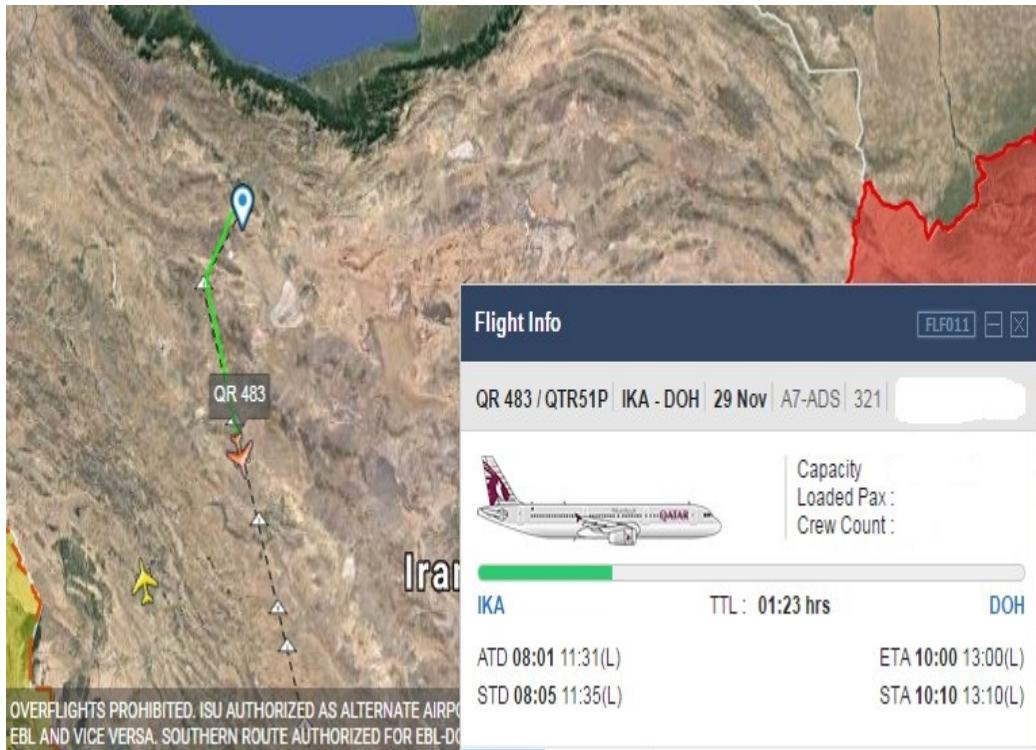 QR 483
Iran
OVERFLIGHTS PROHIBITED. ISU AUTHORIZED AS ALTERNATE AIRPO
EBL AND VICE VERSA. SOUTHERN ROUTE AUTHORIZED FOR EBL-DO
Flight Info
FLF011
QR 483 / QTR51P IKA - DOH 29 Nov A7-ADS 321
Capacity
Loaded Pax :
Crew Count :
QATAR
IKA TTL : 01:23 hrs DOH
ATD 08:01 11:31(L) ETA 10:00 13:00(L)
STD 08:05 11:35(L) STA 10:10 13:10(L)